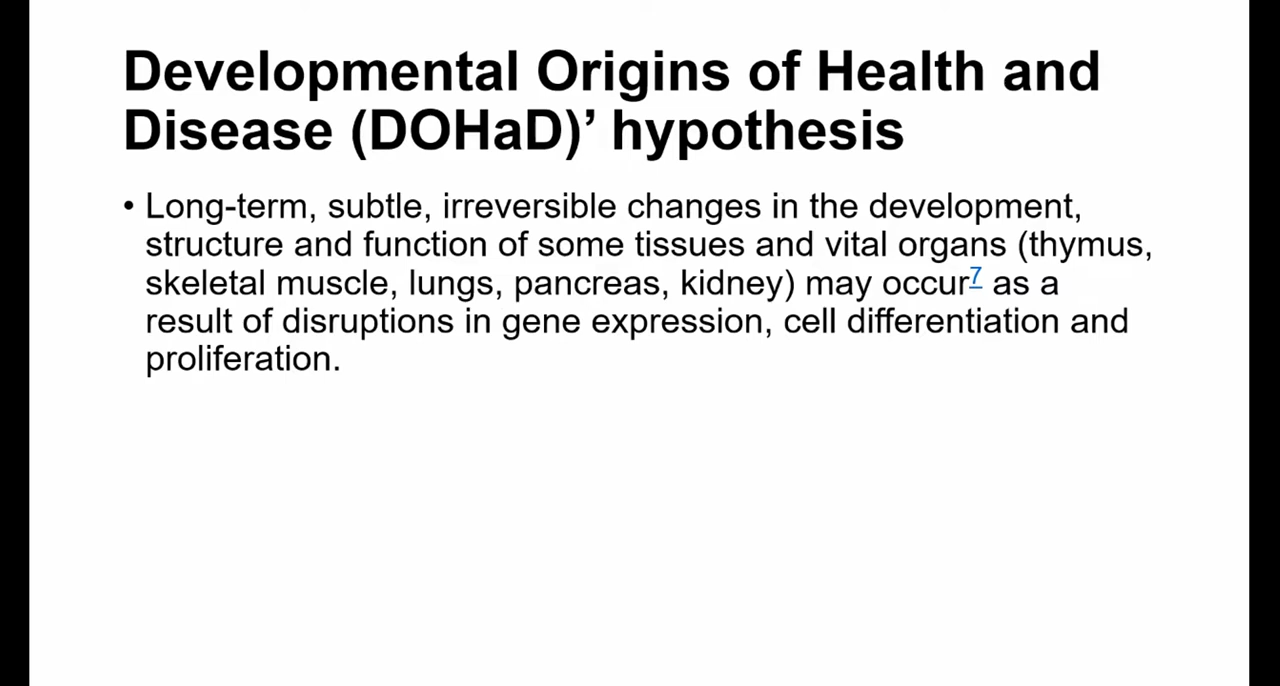 Developmental Origins of Health and
Disease (DOHaD)’ hypothesis
• Long-term, subtle, irreversible changes in the development,
structure and function of some tissues and vital organs (thymus,
skeletal muscle, lungs, pancreas, kidney) may occur7 as a
result of disruptions in gene expression, cell differentiation and
proliferation.